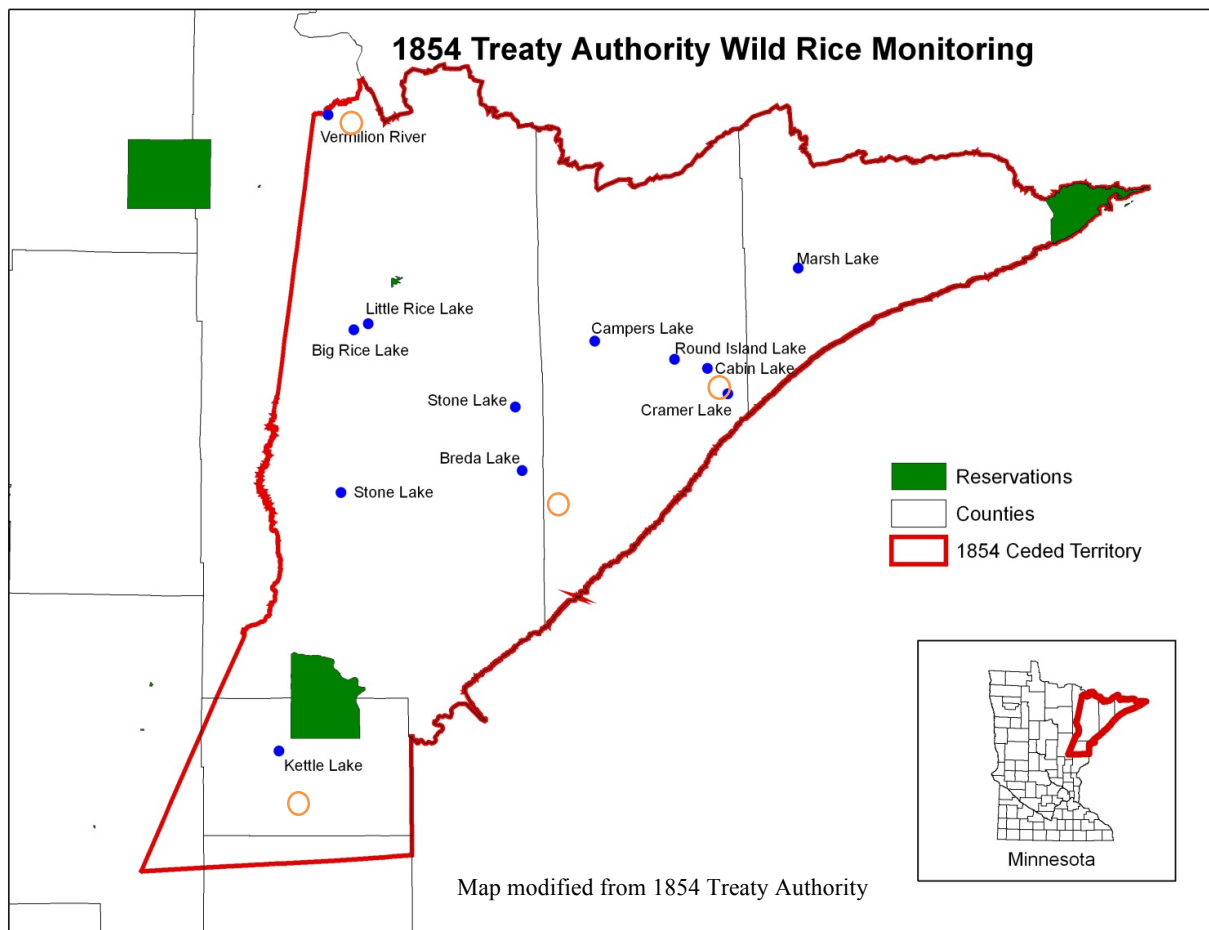 1854 Treaty Authority Wild Rice Monitoring
Vermilion River
Marsh Lake
Little Rice Lake
Big Rice Lake
Campers Lake
Round Island Lake
Cabin Lake
Cramer Lake
Stone Lake
Breda Lake
Stone Lake
Reservations
Counties
1854 Ceded Territory
Kettle Lake
Minnesota
Map modified from 1854 Treaty Authority